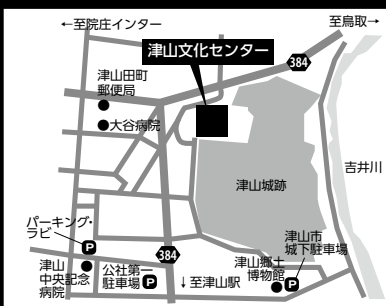 ←至院庄インター
至鳥取→
津山文化センター
384
津山田町
郵便局
大谷病院
吉井川
津山城跡
パーキング・
ラビー
P
津山
中央記念
病院
公社第一
駐車場 P
384
↓至津山駅
津山郷土
博物館
津山市
城下駐車場
P